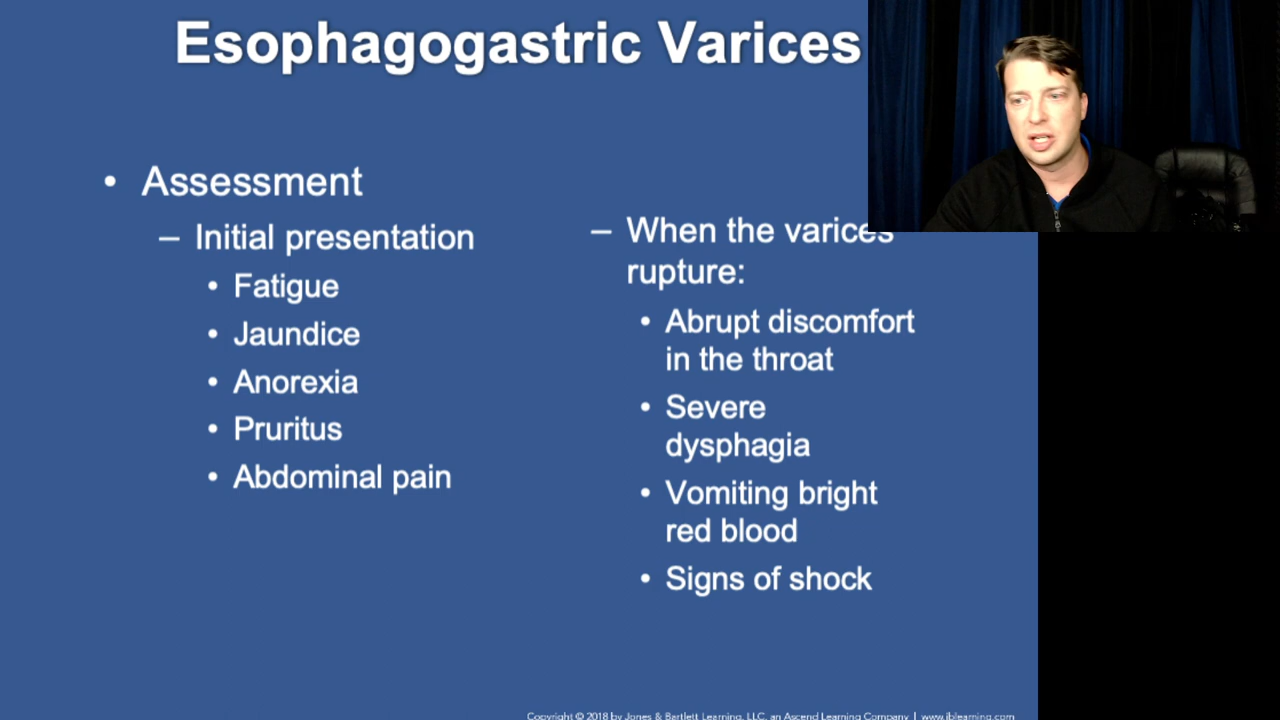 Esophagogastric Varices
• Assessment
– Initial presentation
• Fatigue
• Jaundice
• Anorexia
• Pruritus
• Abdominal pain
– When the varices
rupture:
• Abrupt discomfort
in the throat
• Severe
dysphagia
• Vomiting bright
red blood
• Signs of shock
Copyright © 2018 by Jones & Bartlett Learning, LLC, an Ascend Learning Company | www.jblearning.com